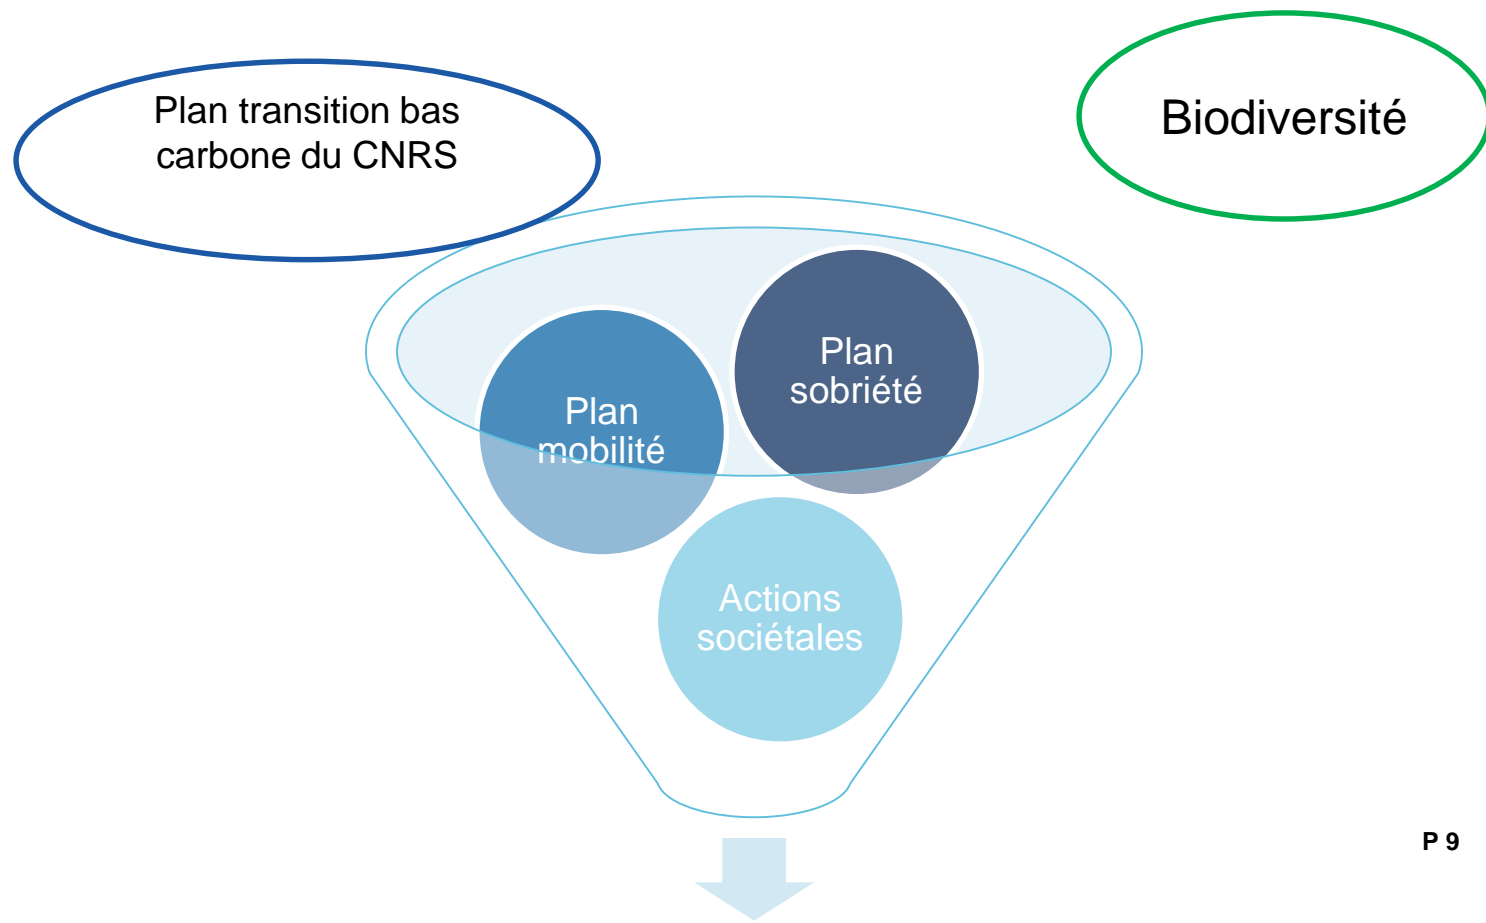 Plan transition bas
carbone du CNRS
Biodiversité
Plan
sobriété
Plan
mobilité
Actions
sociétales
P 9